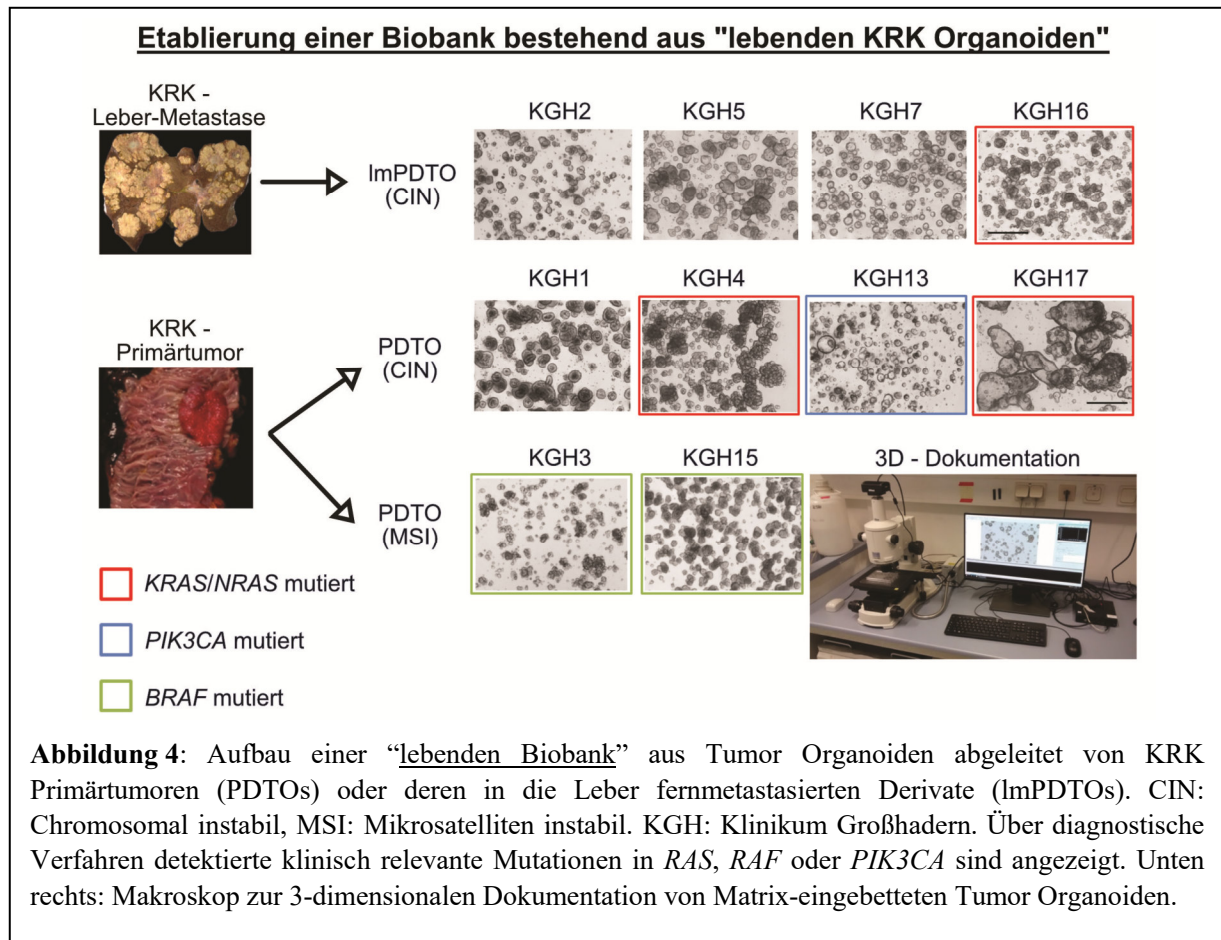 Etablierung einer Biobank bestehend aus "lebenden KRK Organoiden"
KRK -
Leber-Metastase
lmPDTO
(CIN)
KGH2
KGH5
KGH7
KGH16
KRK -
Primärtumor
PDTO
(CIN)
KGH1
KGH4
KGH13
KGH17
PDTO
(MSI)
KGH3
KGH15
3D - Dokumentation
KRAS/NRAS mutiert
PIK3CA mutiert
BRAF mutiert
Abbildung 4: Aufbau einer “lebenden Biobank” aus Tumor Organoiden abgeleitet von KRK
Primärtumoren (PDTOs) oder deren in die Leber fernmetastasierten Derivate (lmPDTOs). CIN:
Chromosomal instabil, MSI: Mikrosatelliten instabil. KGH: Klinikum Großhadern. Über diagnostische
Verfahren detektierte klinisch relevante Mutationen in RAS, RAF oder PIK3CA sind angezeigt. Unten
rechts: Makroskop zur 3-dimensionalen Dokumentation von Matrix-eingebetteten Tumor Organoiden.